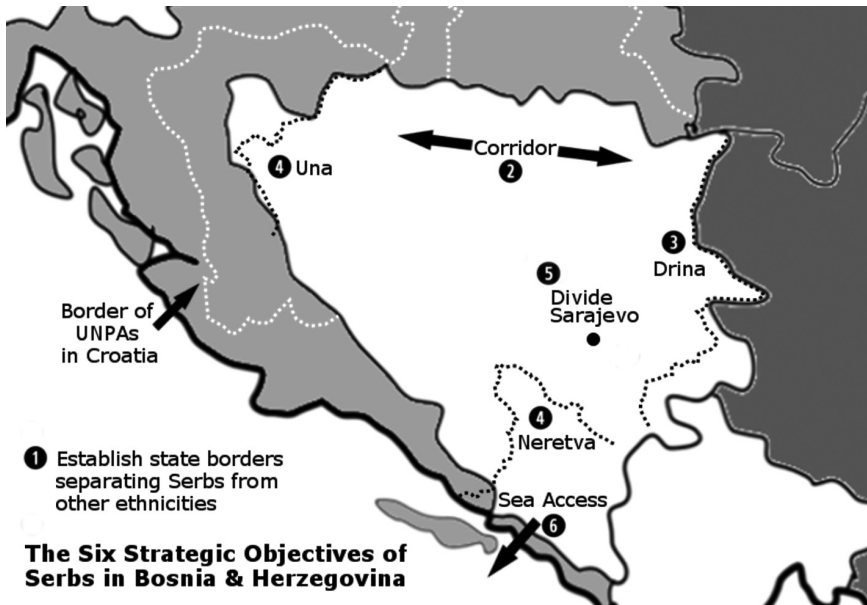 Corridor
2
4 Una
3
Drina
5
Divide
Sarajevo
Border of
UNPAs
in Croatia
4
Neretva
1 Establish state borders
separating Serbs from
other ethnicities
Sea Access
6
The Six Strategic Objectives of
Serbs in Bosnia & Herzegovina